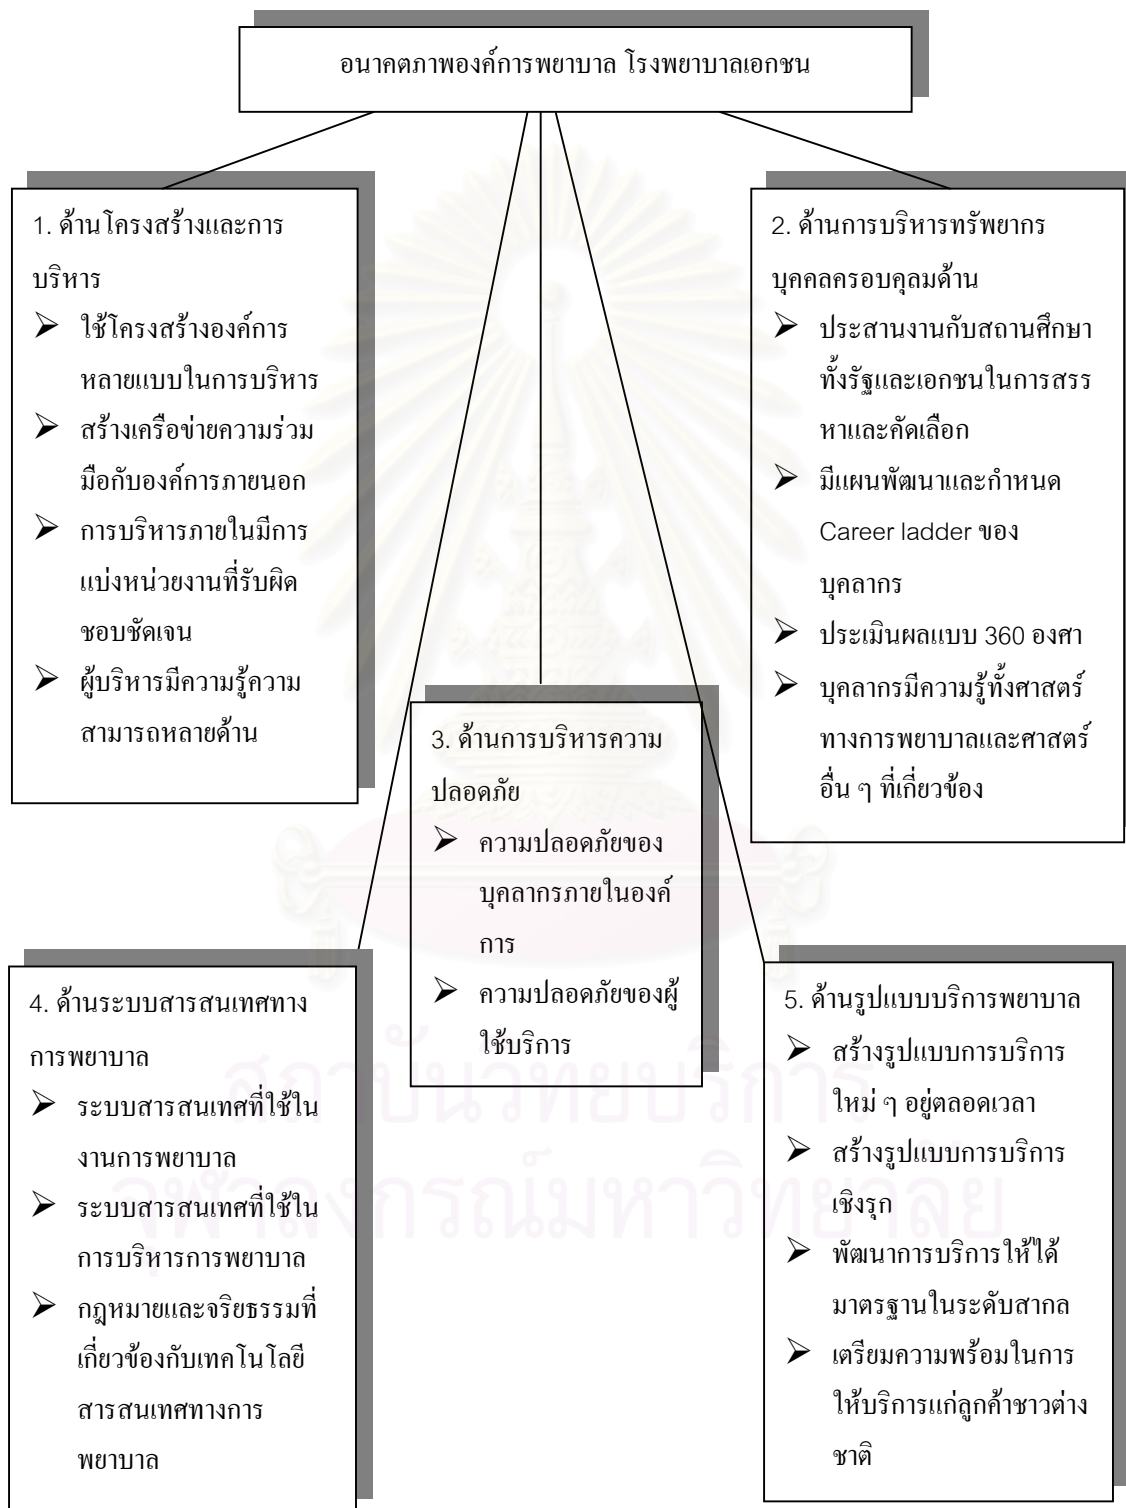 อนาคตภาพองค์การพยาบาล โรงพยาบาลเอกชน
1. ด้านโครงสร้างและการ
บริหาร
ใช้โครงสร้างองค์การ
หลายแบบในการบริหาร
สร้างเครือข่ายความร่วม
มือกับองค์การภายนอก
การบริหารภายในมีการ
แบ่งหน่วยงานที่รับผิด
ชอบชัดเจน
ผู้บริหารมีความรู้ความ
สามารถหลายด้าน
2. ด้านการบริหารทรัพยากร
บุคคลครอบคุลมด้าน
ประสานงานกับสถานศึกษา
ทั้งรัฐและเอกชนในการสรร
หาและคัดเลือก
มีแผนพัฒนาและกำหนด
Career ladder ของ
บุคลากร
ประเมินผลแบบ 360 องศา
บุคลากรมีความรู้ทั้งศาสตร์
ทางการพยาบาลและศาสตร์
อื่น ๆ ที่เกี่ยวข้อง
3. ด้านการบริหารความ
ปลอดภัย
ความปลอดภัยของ
บุคลากรภายในองค์
การ
ความปลอดภัยของผู้
ใช้บริการ
4. ด้านระบบสารสนเทศทาง
การพยาบาล
ระบบสารสนเทศที่ใช้ใน
งานการพยาบาล
ระบบสารสนเทศที่ใช้ใน
การบริหารการพยาบาล
กฎหมายและจริยธรรมที่
เกี่ยวข้องกับเทคโนโลยี
สารสนเทศทางการ
พยาบาล
5. ด้านรูปแบบบริการพยาบาล
สร้างรูปแบบการบริการ
ใหม่ ๆ อยู่ตลอดเวลา
สร้างรูปแบบการบริการ
เชิงรุก
พัฒนาการบริการให้ได้
มาตรฐานในระดับสากล
เตรียมความพร้อมในการ
ให้บริการแก่ลูกค้าชาวต่าง
ชาติ
สถาบันวิทยบริการ
จุฬาลงกรณ์มหาวิทยาลัย